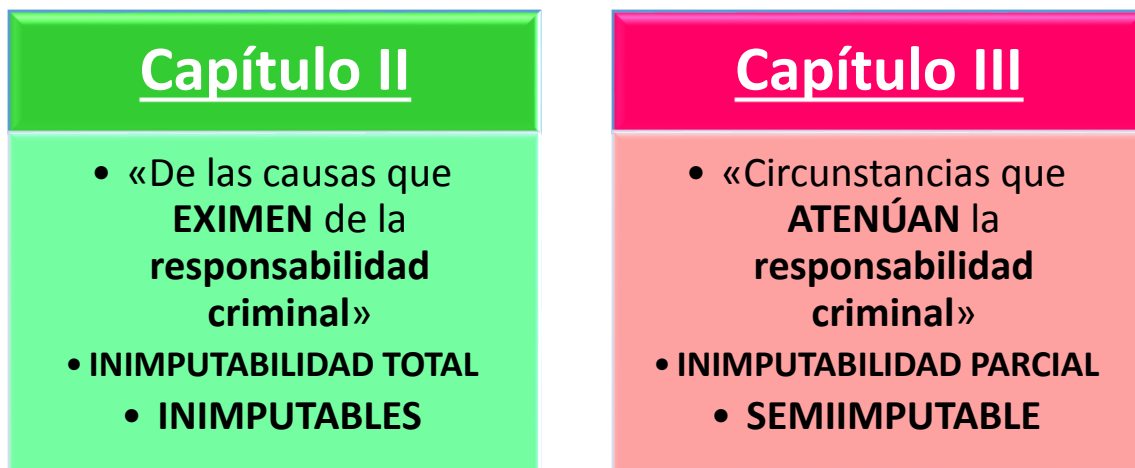 Capítulo II
• «De las causas que
EXIMEN de la
responsabilidad
criminal»
• INIMPUTABILIDAD TOTAL
• INIMPUTABLES
Capítulo III
• «Circunstancias que
ATENÚAN la
responsabilidad
criminal»
• INIMPUTABILIDAD PARCIAL
• SEMIIMPUTABLE